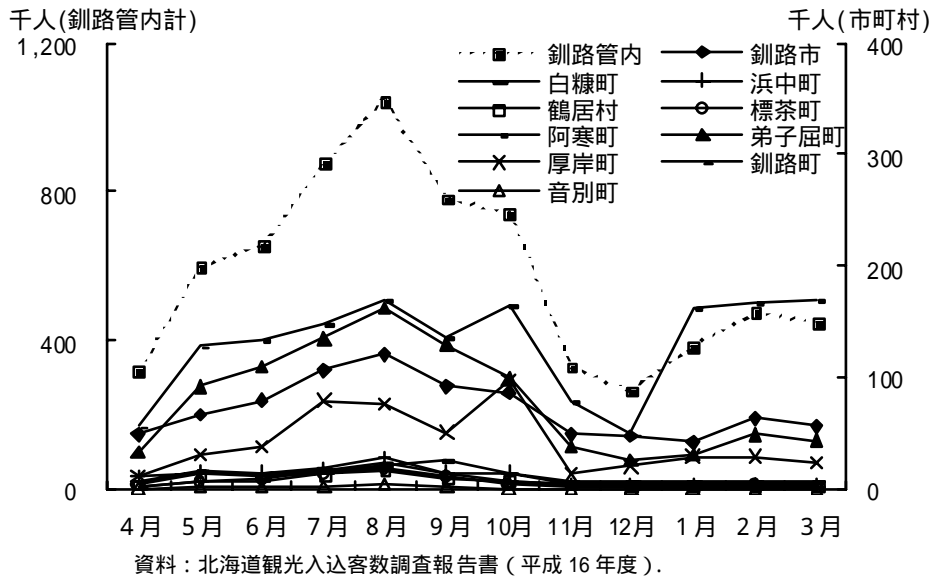 千人(釧路管内計)
千人(市町村)
1,200
800
400
0
400
300
200
100
0
釧路管内
釧路市
白糠町
浜中町
鶴居村
標茶町
阿寒町
弟子屈町
厚岸町
釧路町
音別町
4月 5月 6月 7月 8月 9月 10月 11月 12月 1月 2月 3月
資料：北海道観光入込客数調査報告書（平成16年度）.